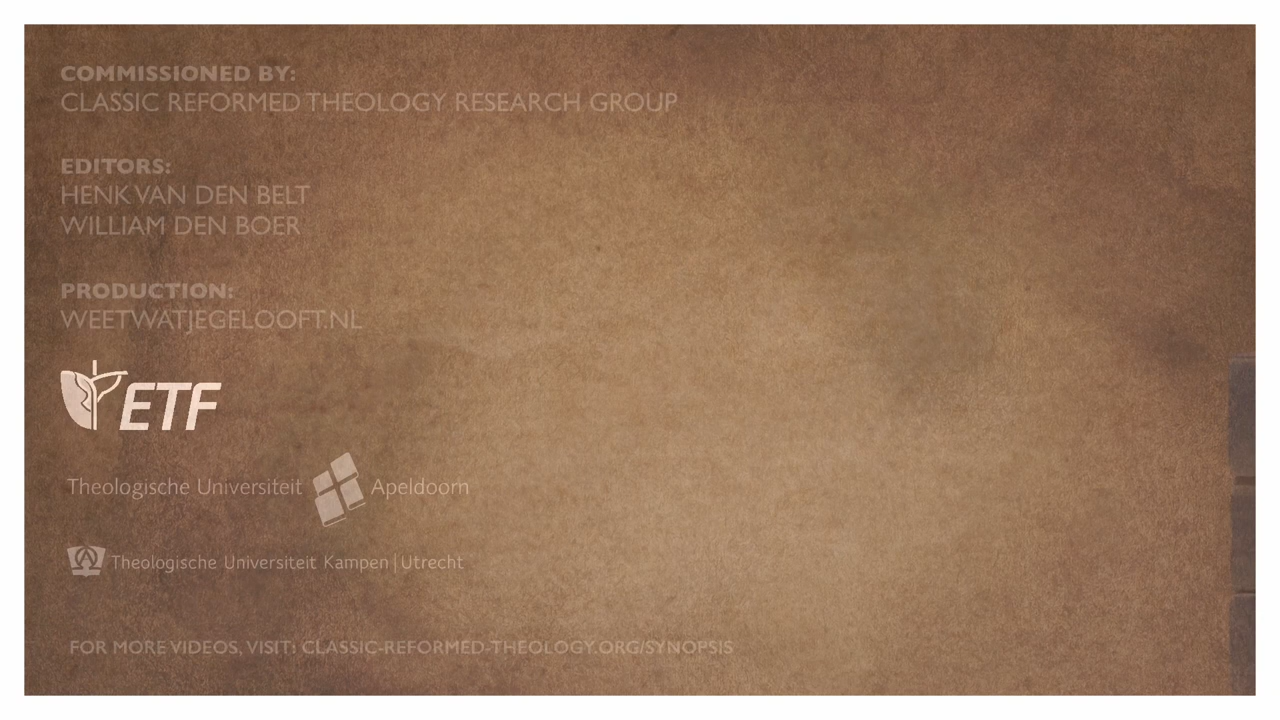 COMMISSIONED BY:
CLASSIC REFORMED THEOLOGY RESEARCH GROUP
EDITORS:
HENK VAN DEN BELT
WILLIAM DEN BOER
PRODUCTION:
WEETWATJEGELOOFT.NL
ETF
Theologische Universiteit Apeldoorn
Theologische Universiteit Kampen | Utrecht
FOR MORE VIDEOS, VISIT: CLASSIC-REFORMED-THEOLOGY.ORG/SYNOPSIS